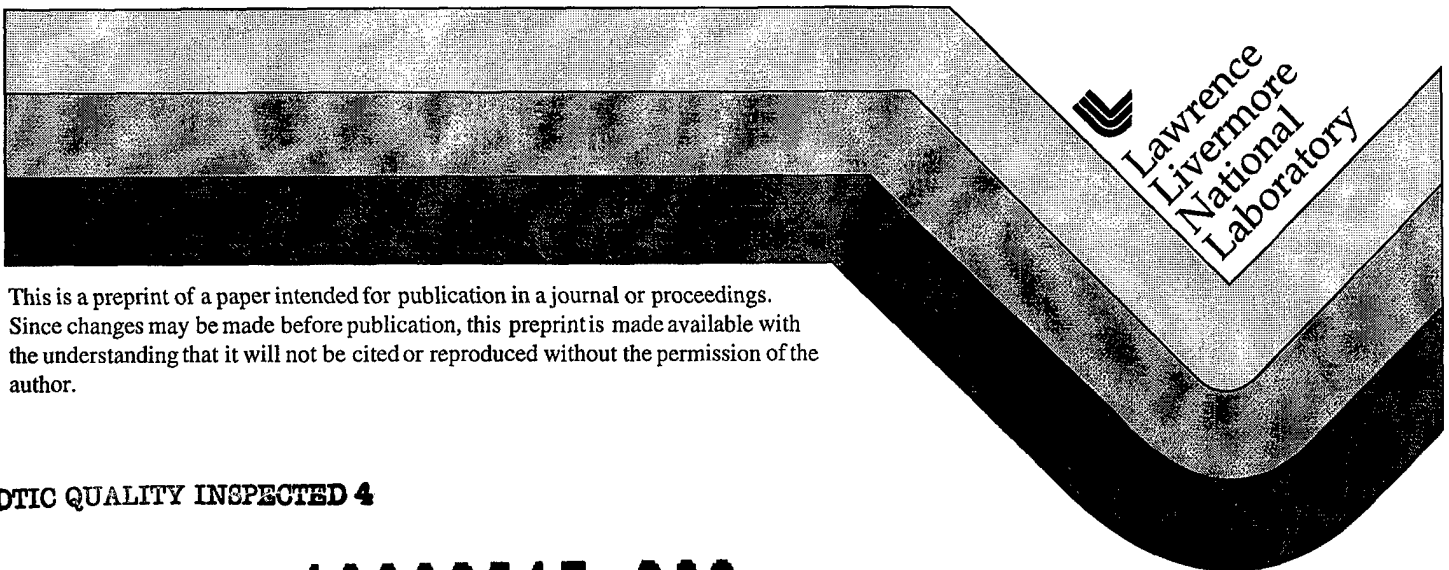 Lawrence
Livermore
National
Laboratory
This is a preprint of a paper intended for publication in a journal or proceedings.
Since changes may be made before publication, this preprint is made available with
the understanding that it will not be cited or reproduced without the permission of the
author.
DTIC QUALITY INSPECTED 4